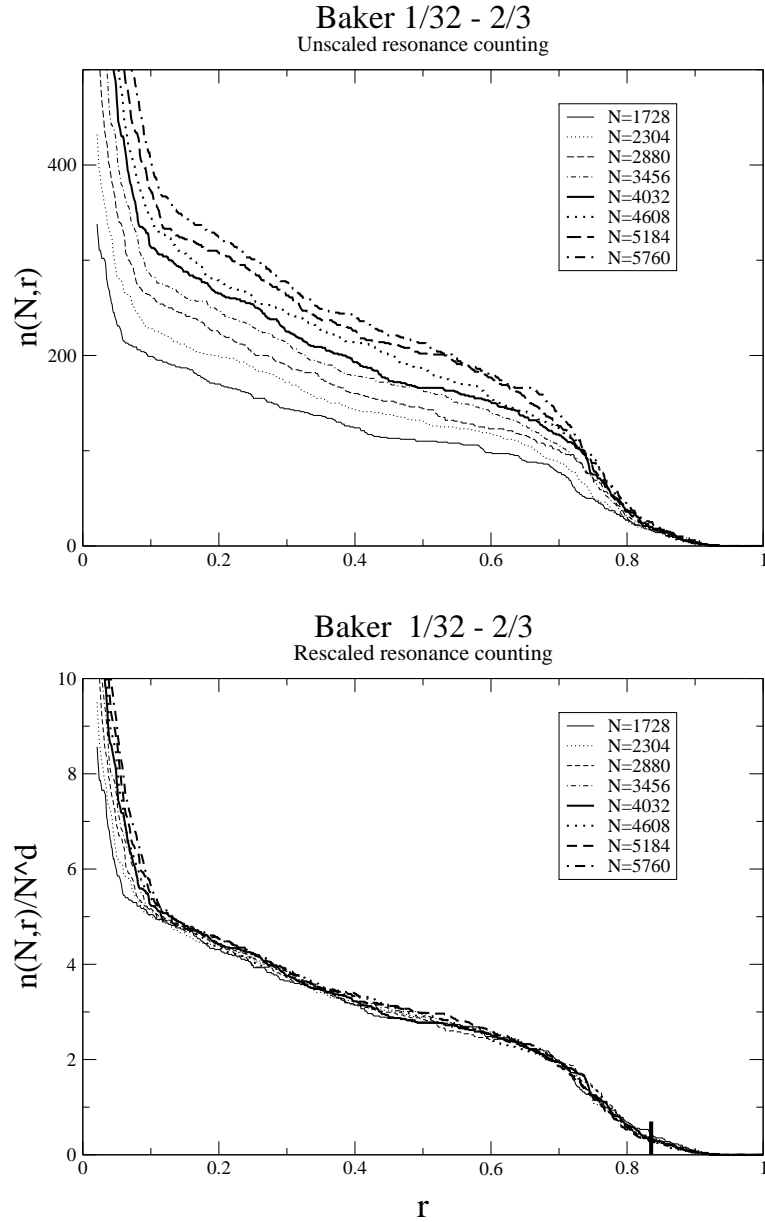 Baker 1/32 - 2/3
Unscaled resonance counting
n(N,r)
400
200
0
0
0.2
0.4
0.6
0.8
1
N=1728
N=2304
N=2880
N=3456
N=4032
N=4608
N=5184
N=5760
Baker 1/32 - 2/3
Rescaled resonance counting
n(N,r)/N^d
10
8
6
4
2
0
0
0.2
0.4
0.6
0.8
1
N=1728
N=2304
N=2880
N=3456
N=4032
N=4608
N=5184
N=5760
r